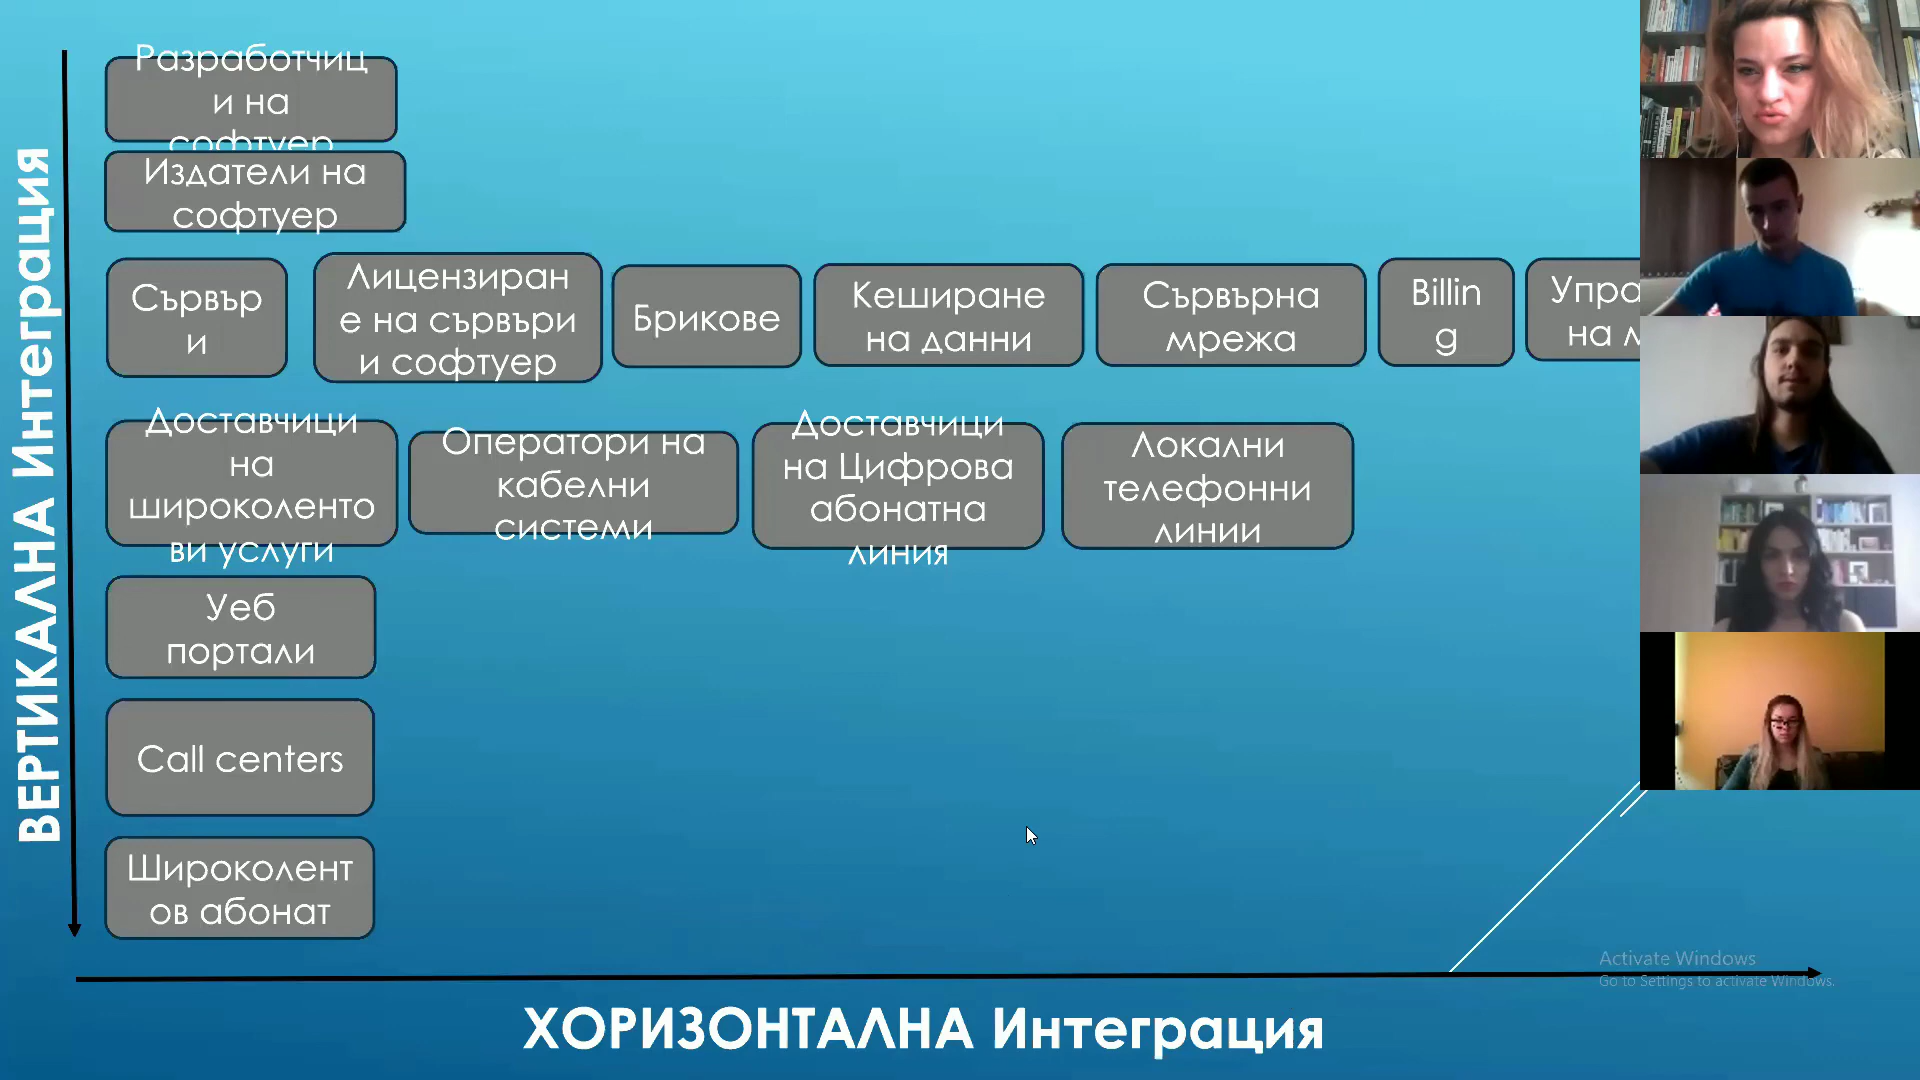 Разработчиц
и на
софтуер
Издатели на
софтуер
Сървър
и
Лицензиран
е на сървъри
и софтуер
Брикове
Кеширане
на данни
Сървърна
мрежа
Billin
g
на
Доставчици
на
широколенто
ви услуги
Оператори на
кабелни
системи
Доставчици
на Цифрова
абонатна
линия
Локални
телефонни
линии
Уеб
портали
Call centers
Широколент
ов абонат
ВЕРТИКАЛНА Интеграция
ХОРИЗОНТАЛНА Интеграция
Activate Windows
Go to Settings to activate Windows.